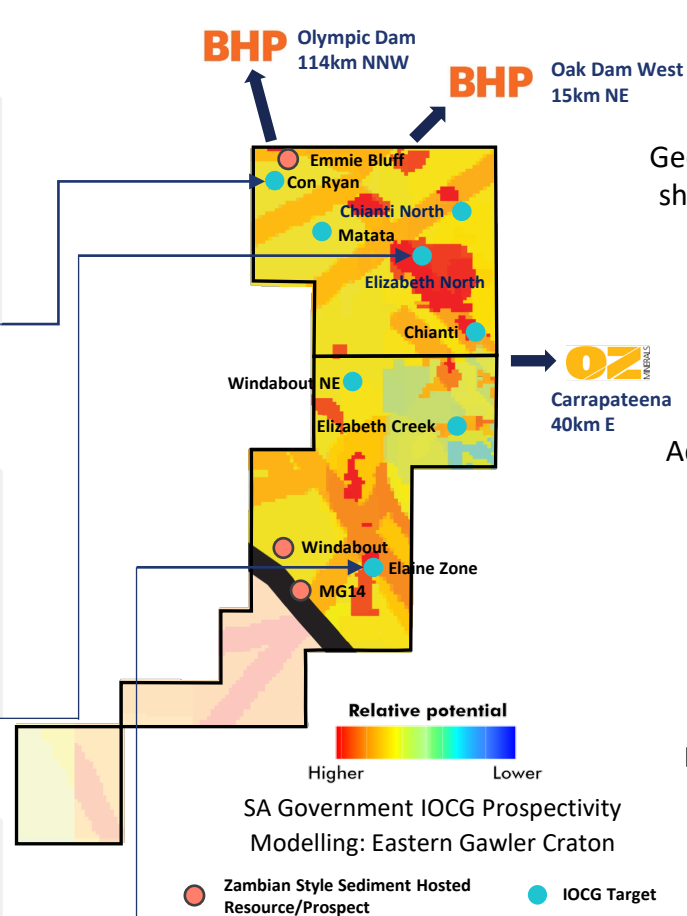 BHP
Olympic Dam
114km NNW
BHP
Oak Dam West
15km NE
Emmie Bluff
Con Ryan
Chianti North
Matata
Elizabeth North
Chianti
OZ
MINERALS
Carrapateena
40km E
Windabout NE
Elizabeth Creek
Windabout
Elaine Zone
MG14
Relative potential
Higher
Lower
SA Government IOCG Prospectivity
Modelling: Eastern Gawler Craton
Zambian Style Sediment Hosted
Resource/Prospect
IOCG Target